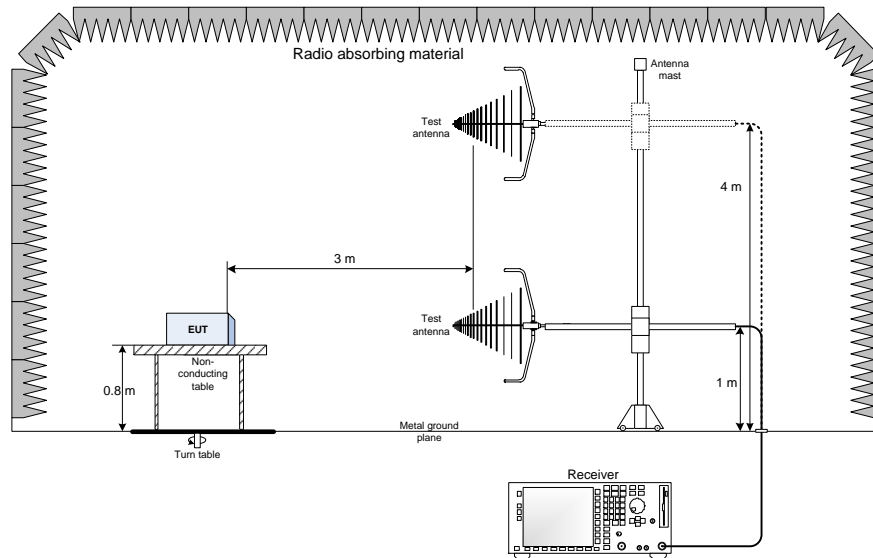 Radio absorbing material
Antenna
mast
Test
antenna
4 m
3 m
Test
antenna
EUT
Non-
conducting
table
0.8 m
1 m
Metal ground
plane
Turn table
Receiver